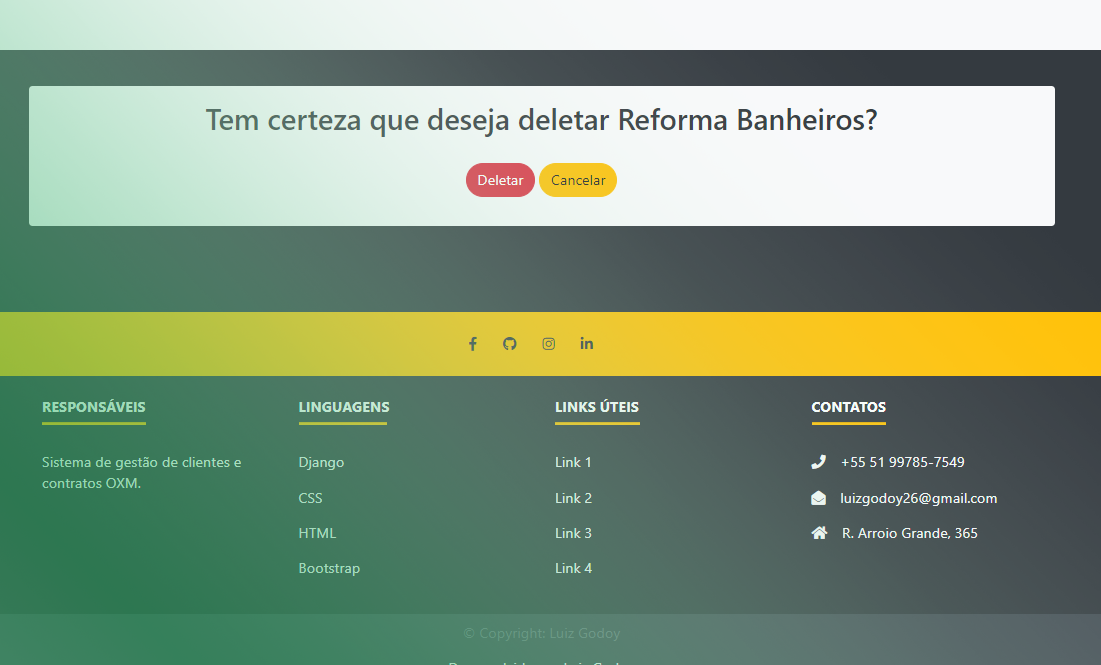 Tem certeza que deseja deletar Reforma Banheiros?
Deletar Cancelar
RESPONSÁVEIS
Sistema de gestão de clientes e
contratos OXM.
LINGUAGENS
Django
CSS
HTML
Bootstrap
LINKS ÚTEIS
Link 1
Link 2
Link 3
Link 4
CONTATOS
+55 51 99785-7549
luizgodoy26@gmail.com
R. Arroio Grande, 365
© Copyright: Luiz Godoy